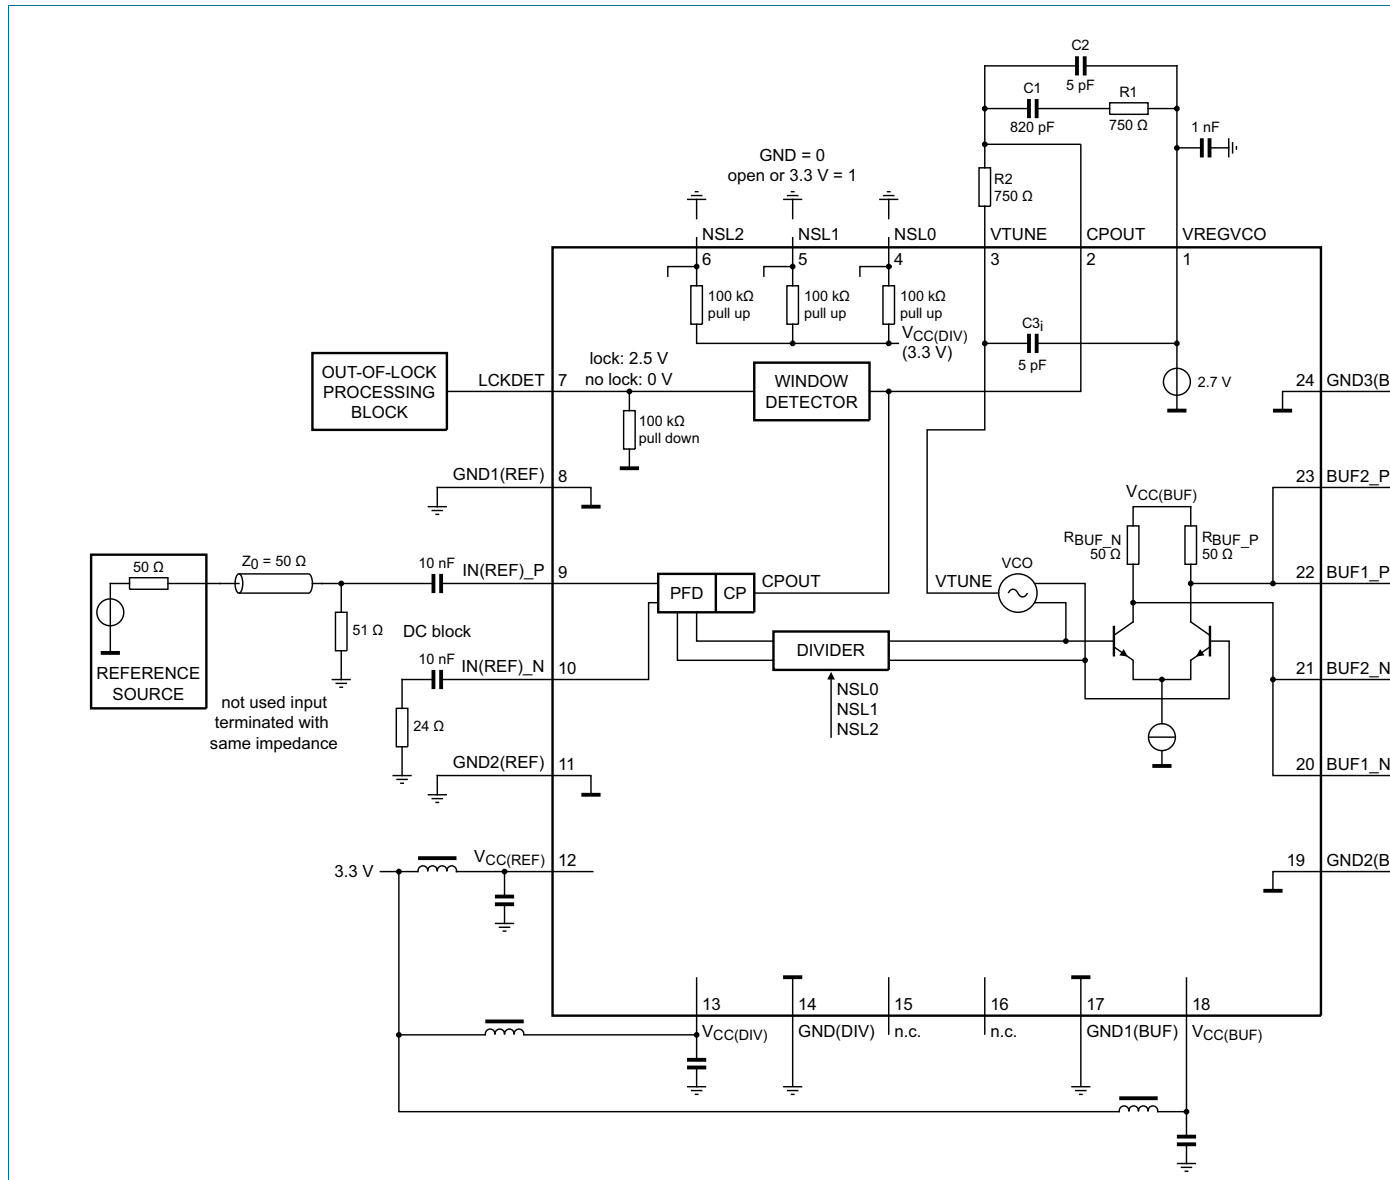 C2
5 pF
C1
R1
820 pF
750 Ω
1 nF
GND = 0
open or 3.3 V = 1
R2
750 Ω
NSL2
NSL1
NSL0
VTUNE
CPOUT
VREGVCO
6
5
4
3
2
1
100 kΩ
pull up
100 kΩ
pull up
100 kΩ
pull up
VCC(DIV)
(3.3 V)
C3i
5 pF
OUT-OF-LOCK
PROCESSING
BLOCK
LCKDET
7
lock: 2.5 V
no lock: 0 V
WINDOW
DETECTOR
2.7 V
24
GND3(B
100 kΩ
pull down
GND1(REF)
8
23
BUF2_P
VCC(BUF)
RBUF_N
50 Ω
RBUF_P
50 Ω
50 Ω
Z0 = 50 Ω
10 nF
IN(REF)_P
9
PFD
CP
CPOUT
VTUNE
VCO
22
BUF1_P
51 Ω
DC block
REFERENCE
SOURCE
10 nF
IN(REF)_N
10
DIVIDER
NSL0
NSL1
NSL2
21
BUF2_N
not used input
terminated with
same impedance
24 Ω
GND2(REF)
11
20
BUF1_N
3.3 V
VCC(REF)
12
19
GND2(B
13
14
15
16
17
18
VCC(DIV)
GND(DIV)
n.c.
n.c.
GND1(BUF)
VCC(BUF)